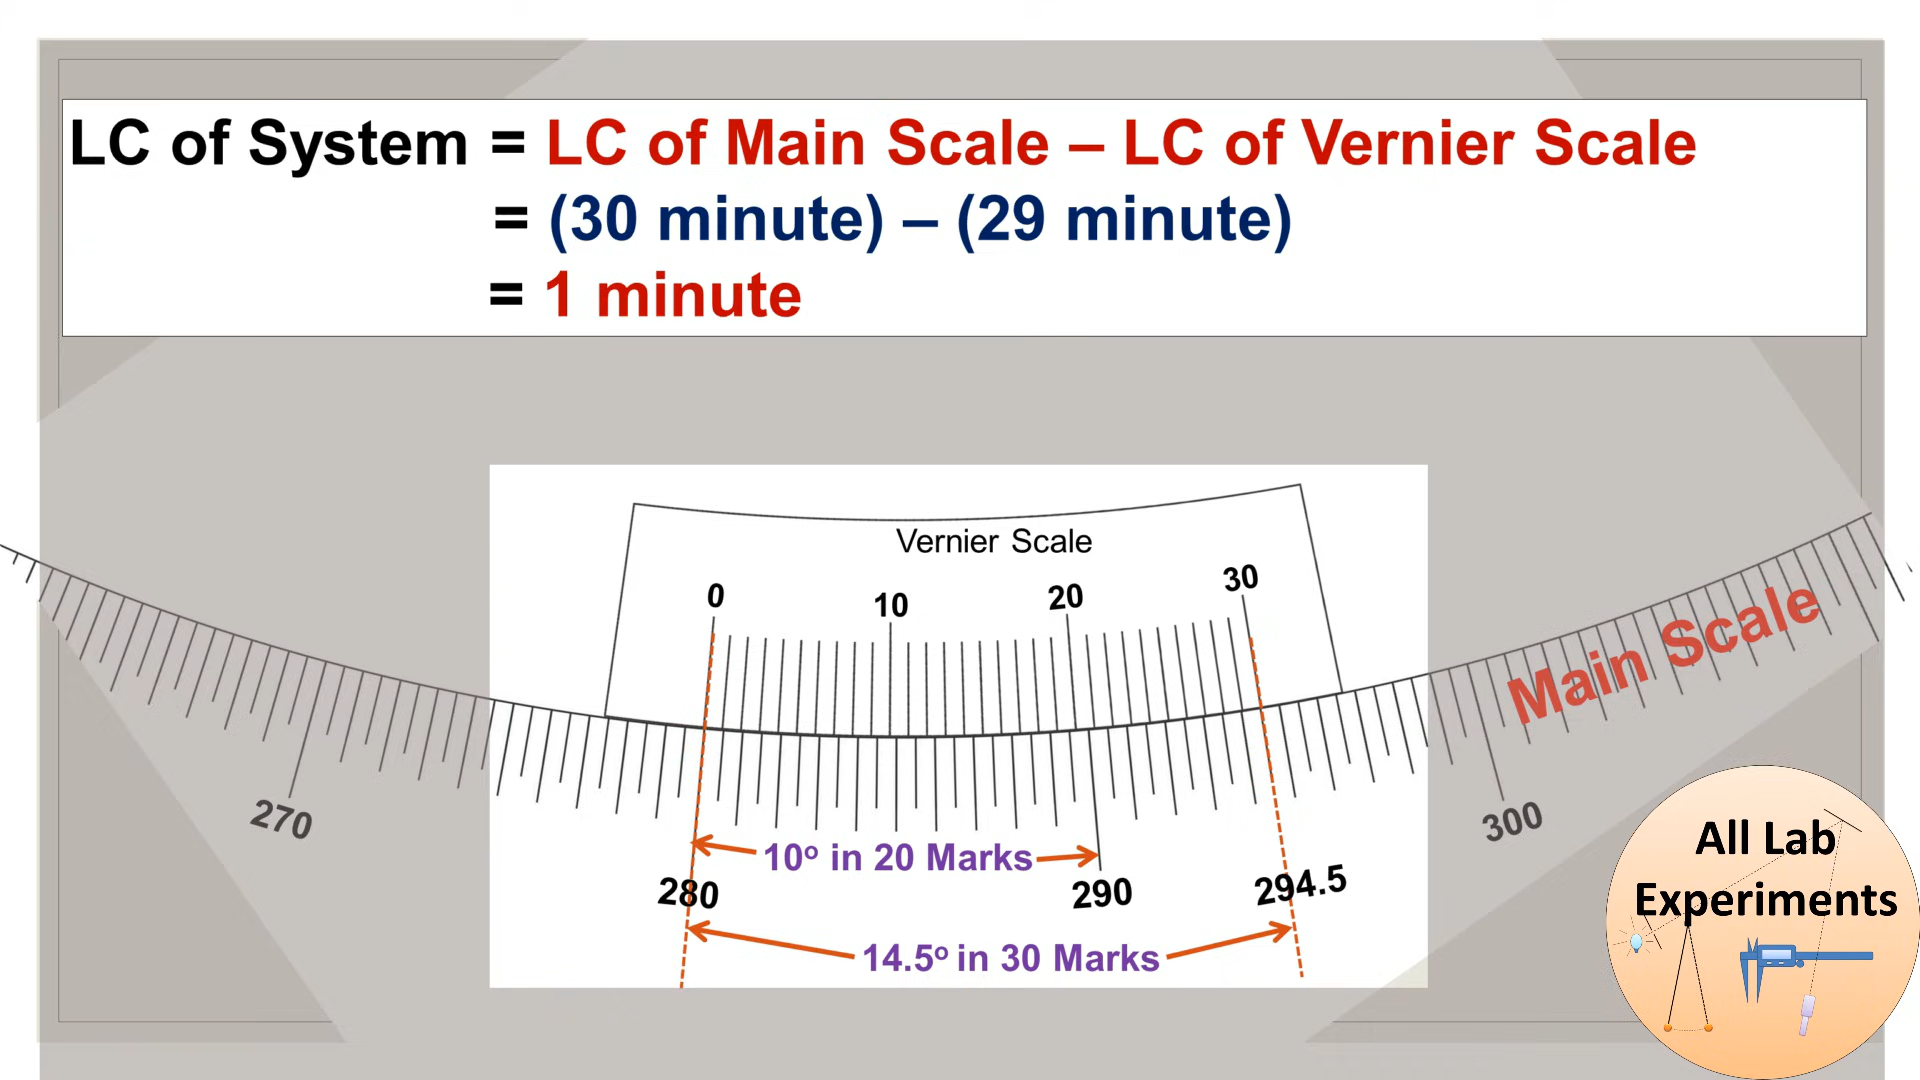 LC of System = LC of Main Scale – LC of Vernier Scale
= (30 minute) – (29 minute)
= 1 minute
Vernier Scale
0 10 20 30
Main Scale
270 300
10º in 20 Marks
280 290 294.5
14.5º in 30 Marks
All Lab
Experiments